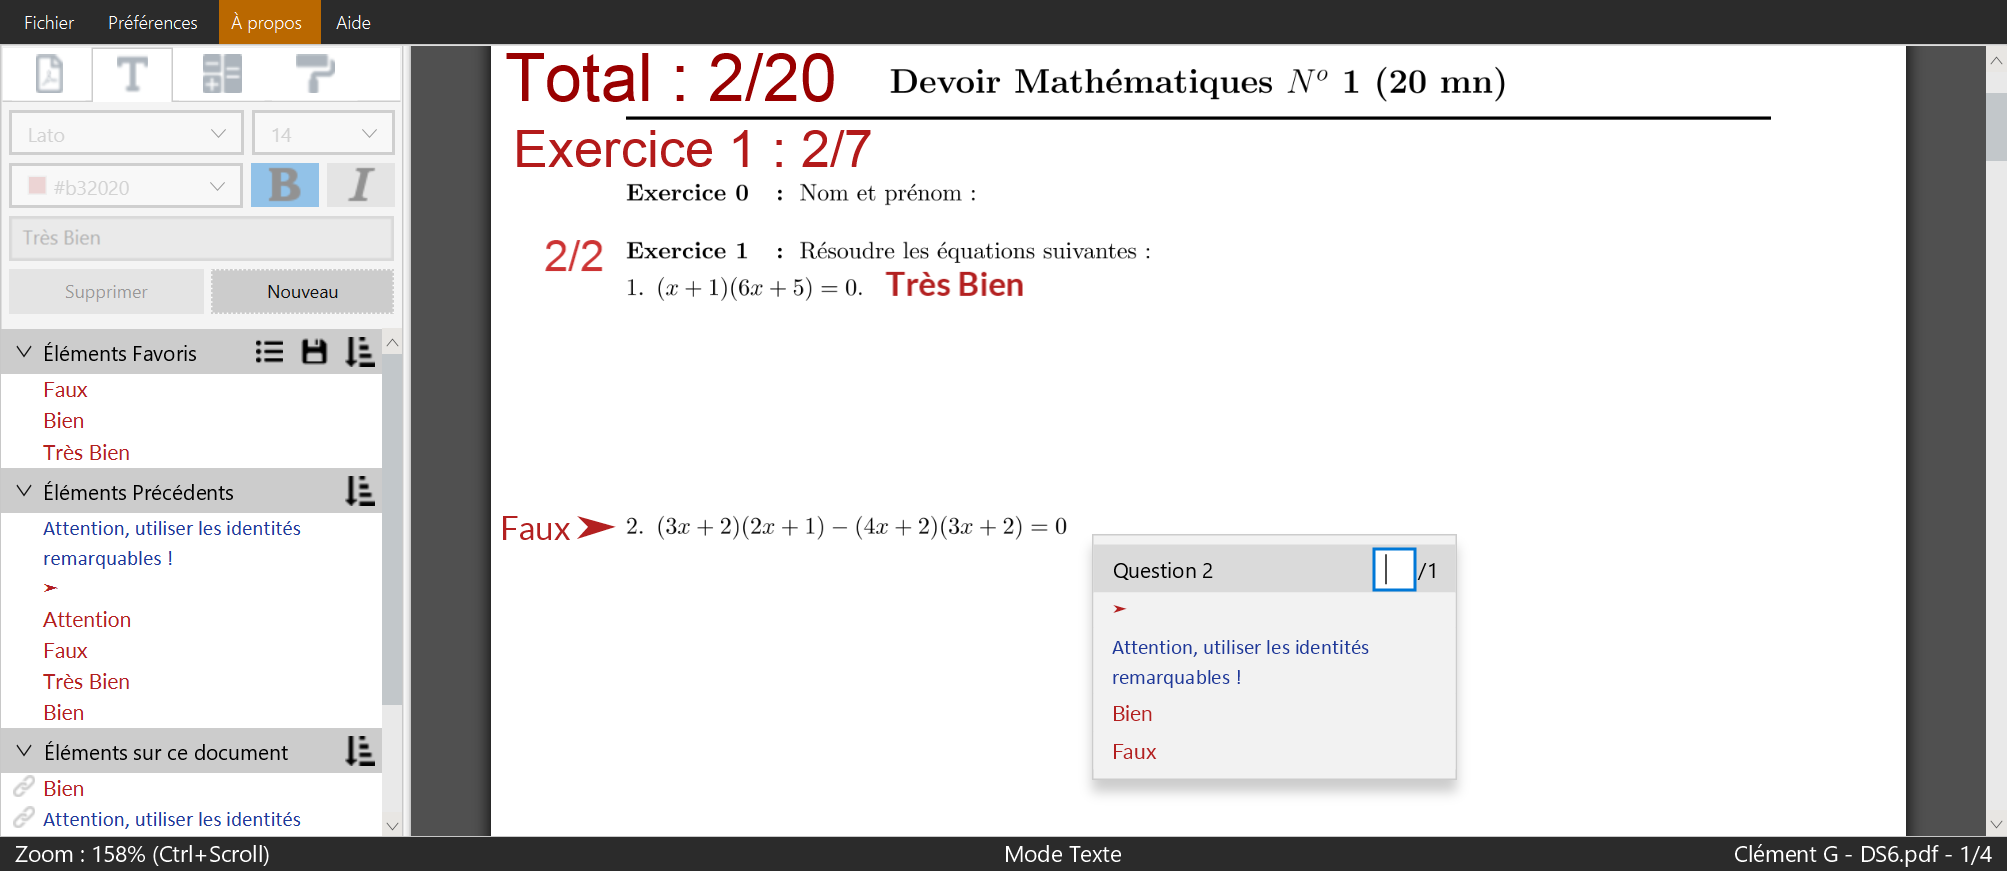 Fichier Préférences À propos Aide
Lato 14
#b32020 B I
Très Bien
Supprimer Nouveau
Éléments Favoris
Faux
Bien
Très Bien
Éléments Précédents
Attention, utiliser les identités
remarquables !
➤
Attention
Faux
Très Bien
Bien
Éléments sur ce document
Bien
Attention, utiliser les identités
Total : 2/20
Devoir Mathématiques Nº 1 (20 mn)
Exercice 1 : 2/7
Exercice 0 : Nom et prénom :
2/2 Exercice 1 : Résoudre les équations suivantes :
1. (x + 1)(6x + 5) = 0. Très Bien
Faux ➤ 2. (3x + 2)(2x + 1) − (4x + 2)(3x + 2) = 0
Question 2 /1
➤
Attention, utiliser les identités
remarquables !
Bien
Faux
Zoom : 158% (Ctrl+Scroll) Mode Texte Clément G - DS6.pdf - 1/4